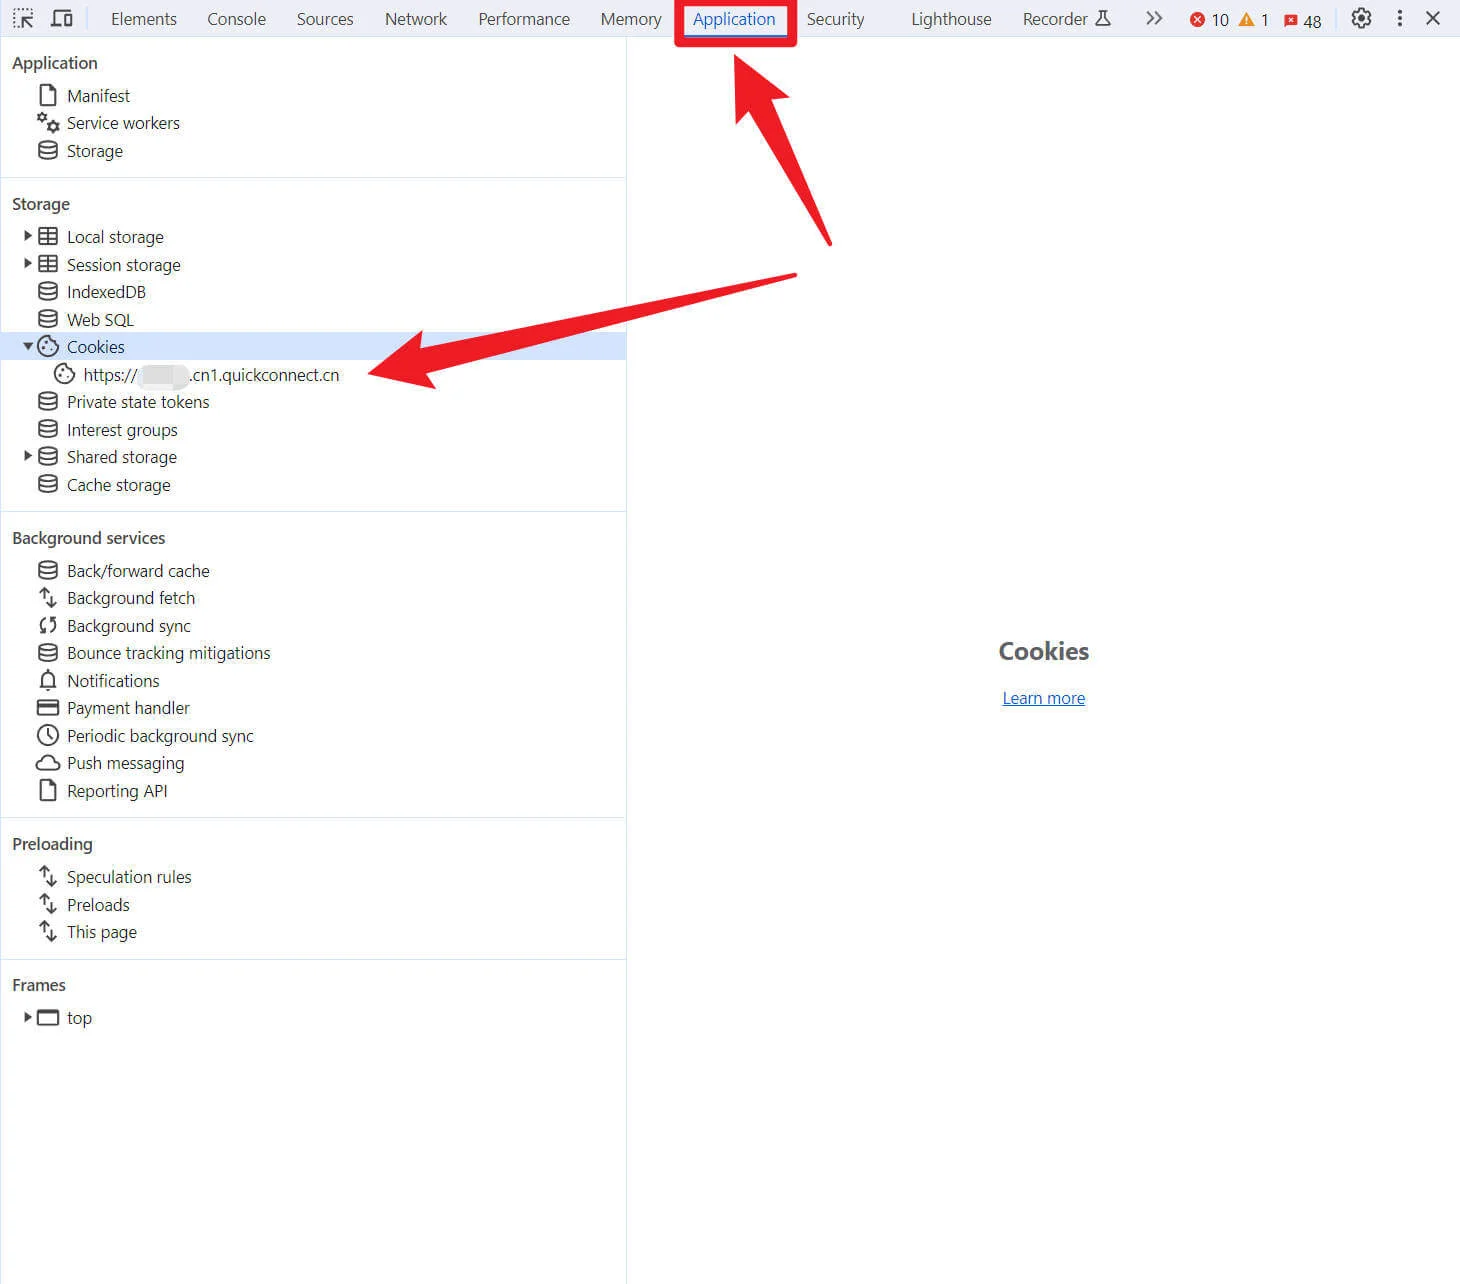 Elements Console Sources Network Performance Memory Application Security Lighthouse Recorder 10 1 48
Application
Manifest
Service workers
Storage
Storage
Local storage
Session storage
IndexedDB
Web SQL
Cookies
https:// .cn1.quickconnect.cn
Private state tokens
Interest groups
Shared storage
Cache storage
Background services
Back/forward cache
Background fetch
Background sync
Bounce tracking mitigations
Notifications
Payment handler
Periodic background sync
Push messaging
Reporting API
Preloading
Speculation rules
Preloads
This page
Frames
top
Cookies
Learn more